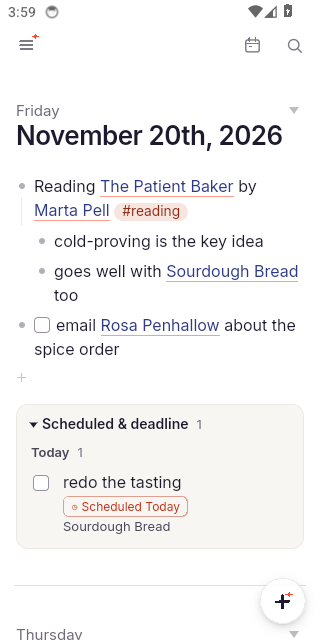 3:59
Friday
November 20th, 2026
Reading The Patient Baker by
Marta Pell #reading
cold-proving is the key idea
goes well with Sourdough Bread
too
email Rosa Penhallow about the
spice order
Scheduled & deadline 1
Today 1
redo the tasting
Scheduled Today
Sourdough Bread
Thursday